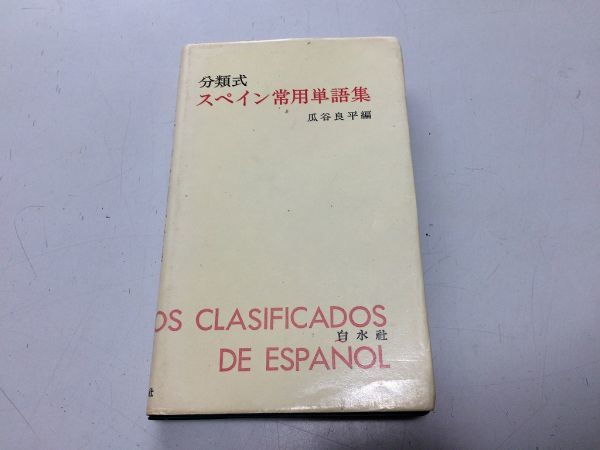 分類式
スペイン常用単語集
瓜谷良平編
OS CLASIFICADOS
白水社
DE ESPAÑOL
社